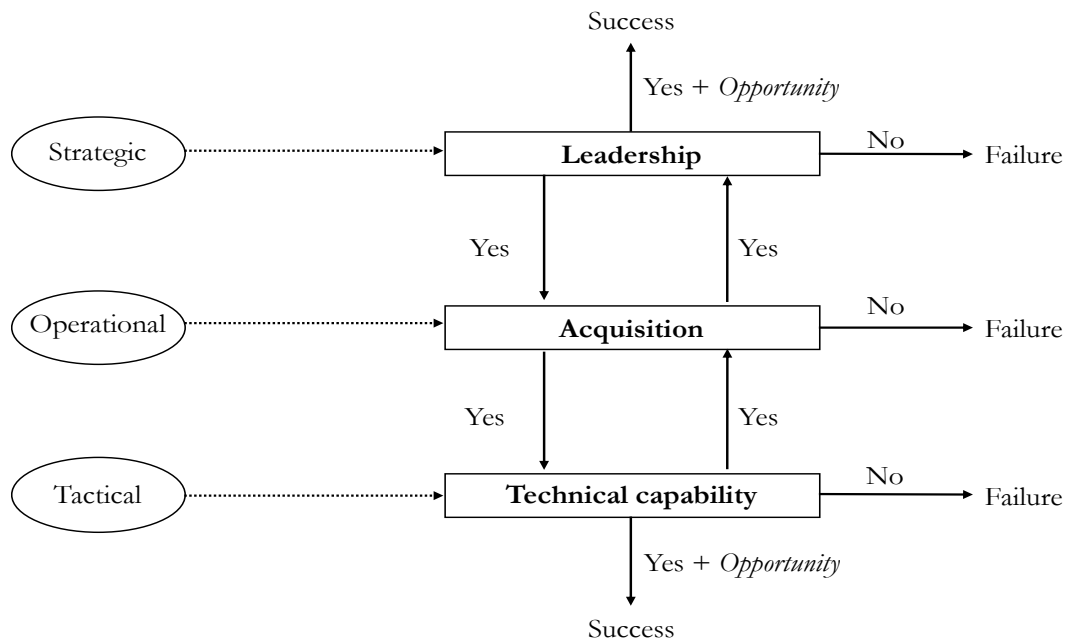 Success
Yes + Opportunity
Strategic
Leadership
No
Failure
Yes
Yes
Operational
Acquisition
No
Failure
Yes
Yes
Tactical
Technical capability
No
Failure
Yes + Opportunity
Success